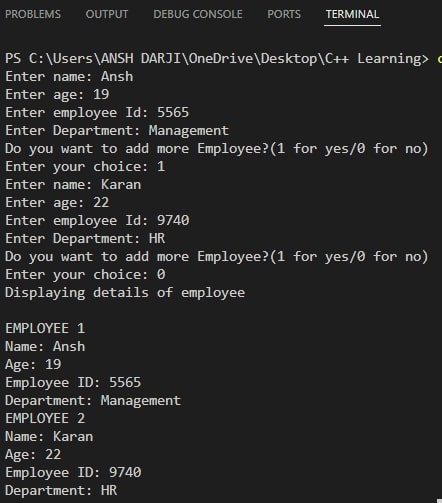 PROBLEMS OUTPUT DEBUG CONSOLE PORTS TERMINAL
PS C:\Users\ANSH DARJI\OneDrive\Desktop\C++ Learning>
Enter name: Ansh
Enter age: 19
Enter employee Id: 5565
Enter Department: Management
Do you want to add more Employee?(1 for yes/0 for no)
Enter your choice: 1
Enter name: Karan
Enter age: 22
Enter employee Id: 9740
Enter Department: HR
Do you want to add more Employee?(1 for yes/0 for no)
Enter your choice: 0
Displaying details of employee
EMPLOYEE 1
Name: Ansh
Age: 19
Employee ID: 5565
Department: Management
EMPLOYEE 2
Name: Karan
Age: 22
Employee ID: 9740
Department: HR